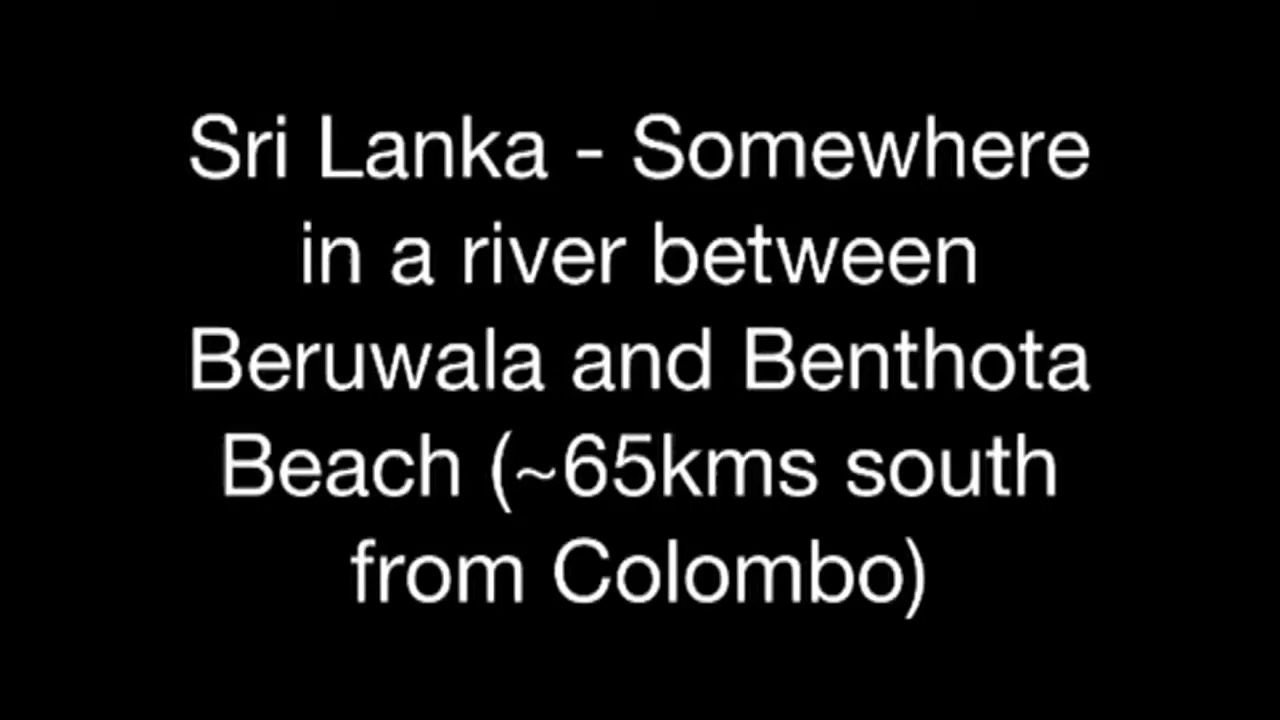 Sri Lanka - Somewhere
in a river between
Beruwala and Benthota
Beach (~65kms south
from Colombo)